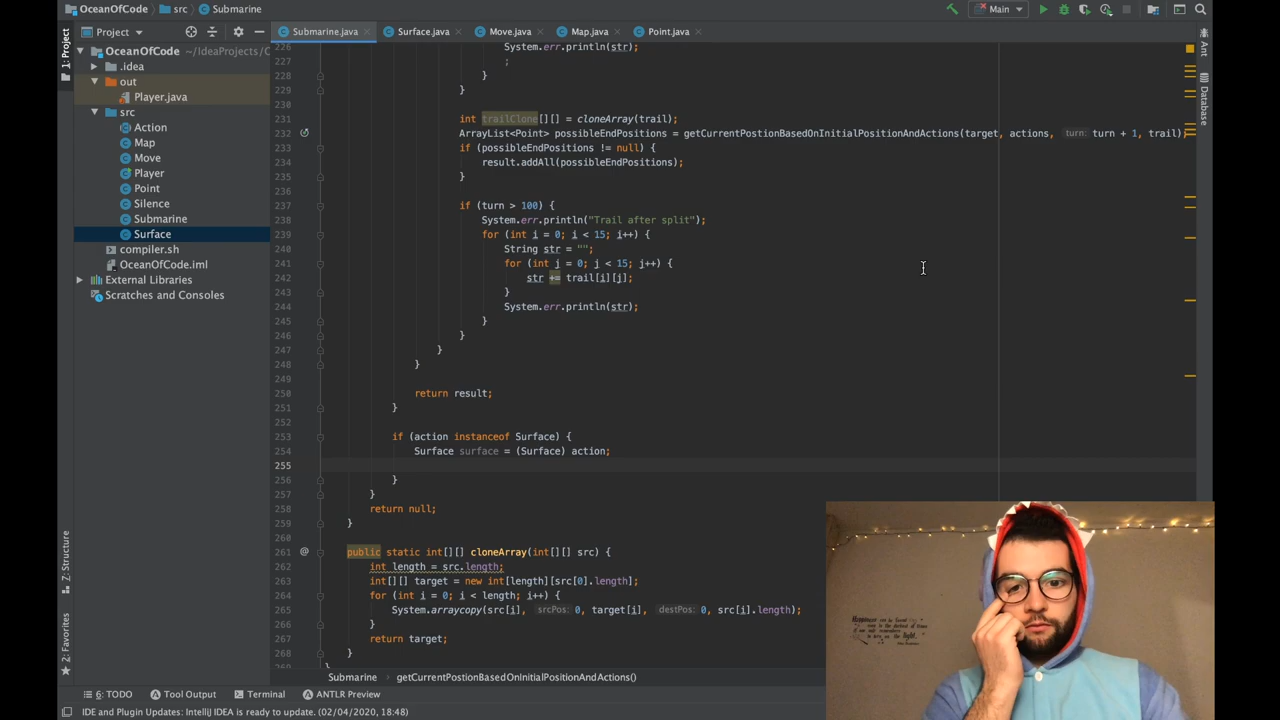 OceanOfCode src Submarine
Main
Project
Submarine.java Surface.java Move.java Map.java Point.java
1: Project
OceanOfCode ~/IdeaProjects/O
.idea
out
Player.java
src
Action
Map
Move
Player
Point
Silence
Submarine
Surface
compiler.sh
OceanOfCode.iml
External Libraries
Scratches and Consoles
Ant
Database
226 System.err.println(str);
227 ;
228 }
229 }
230
231 int trailClone[][] = cloneArray(trail);
232 ArrayList<Point> possibleEndPositions = getCurrentPostionBasedOnInitialPositionAndActions(target, actions, turn: turn + 1, trail);
233 if (possibleEndPositions != null) {
234 result.addAll(possibleEndPositions);
235 }
236
237 if (turn > 100) {
238 System.err.println("Trail after split");
239 for (int i = 0; i < 15; i++) {
240 String str = "";
241 for (int j = 0; j < 15; j++) {
242 str += trail[i][j];
243 }
244 System.err.println(str);
245 }
246 }
247 }
248 }
249
250 return result;
251 }
252
253 if (action instanceof Surface) {
254 Surface surface = (Surface) action;
255
256 }
257 }
258 return null;
259 }
260
261 @ public static int[][] cloneArray(int[][] src) {
262 int length = src.length;
263 int[][] target = new int[length][src[0].length];
264 for (int i = 0; i < length; i++) {
265 System.arraycopy(src[i], srcPos: 0, target[i], destPos: 0, src[i].length);
266 }
267 return target;
268 }
269 }
Z: Structure
2: Favorites
Submarine getCurrentPostionBasedOnInitialPositionAndActions()
6: TODO Tool Output Terminal ANTLR Preview
IDE and Plugin Updates: IntelliJ IDEA is ready to update. (02/04/2020, 18:48)